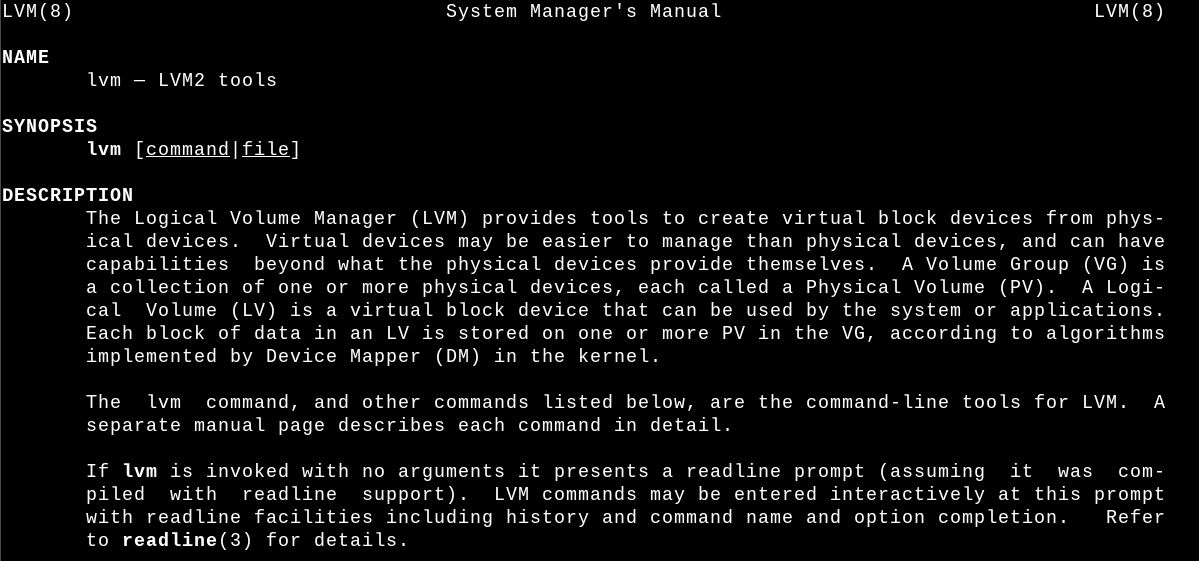 LVM(8) System Manager's Manual LVM(8)
NAME
lvm — LVM2 tools
SYNOPSIS
lvm [command|file]
DESCRIPTION
The Logical Volume Manager (LVM) provides tools to create virtual block devices from phys-
ical devices.  Virtual devices may be easier to manage than physical devices, and can have
capabilities  beyond what the physical devices provide themselves.  A Volume Group (VG) is
a collection of one or more physical devices, each called a Physical Volume (PV).  A Logi-
cal  Volume (LV) is a virtual block device that can be used by the system or applications.
Each block of data in an LV is stored on one or more PV in the VG, according to algorithms
implemented by Device Mapper (DM) in the kernel.
The  lvm  command, and other commands listed below, are the command-line tools for LVM.  A
separate manual page describes each command in detail.
If lvm is invoked with no arguments it presents a readline prompt (assuming  it  was  com-
piled  with  readline  support).  LVM commands may be entered interactively at this prompt
with readline facilities including history and command name and option completion.   Refer
to readline(3) for details.